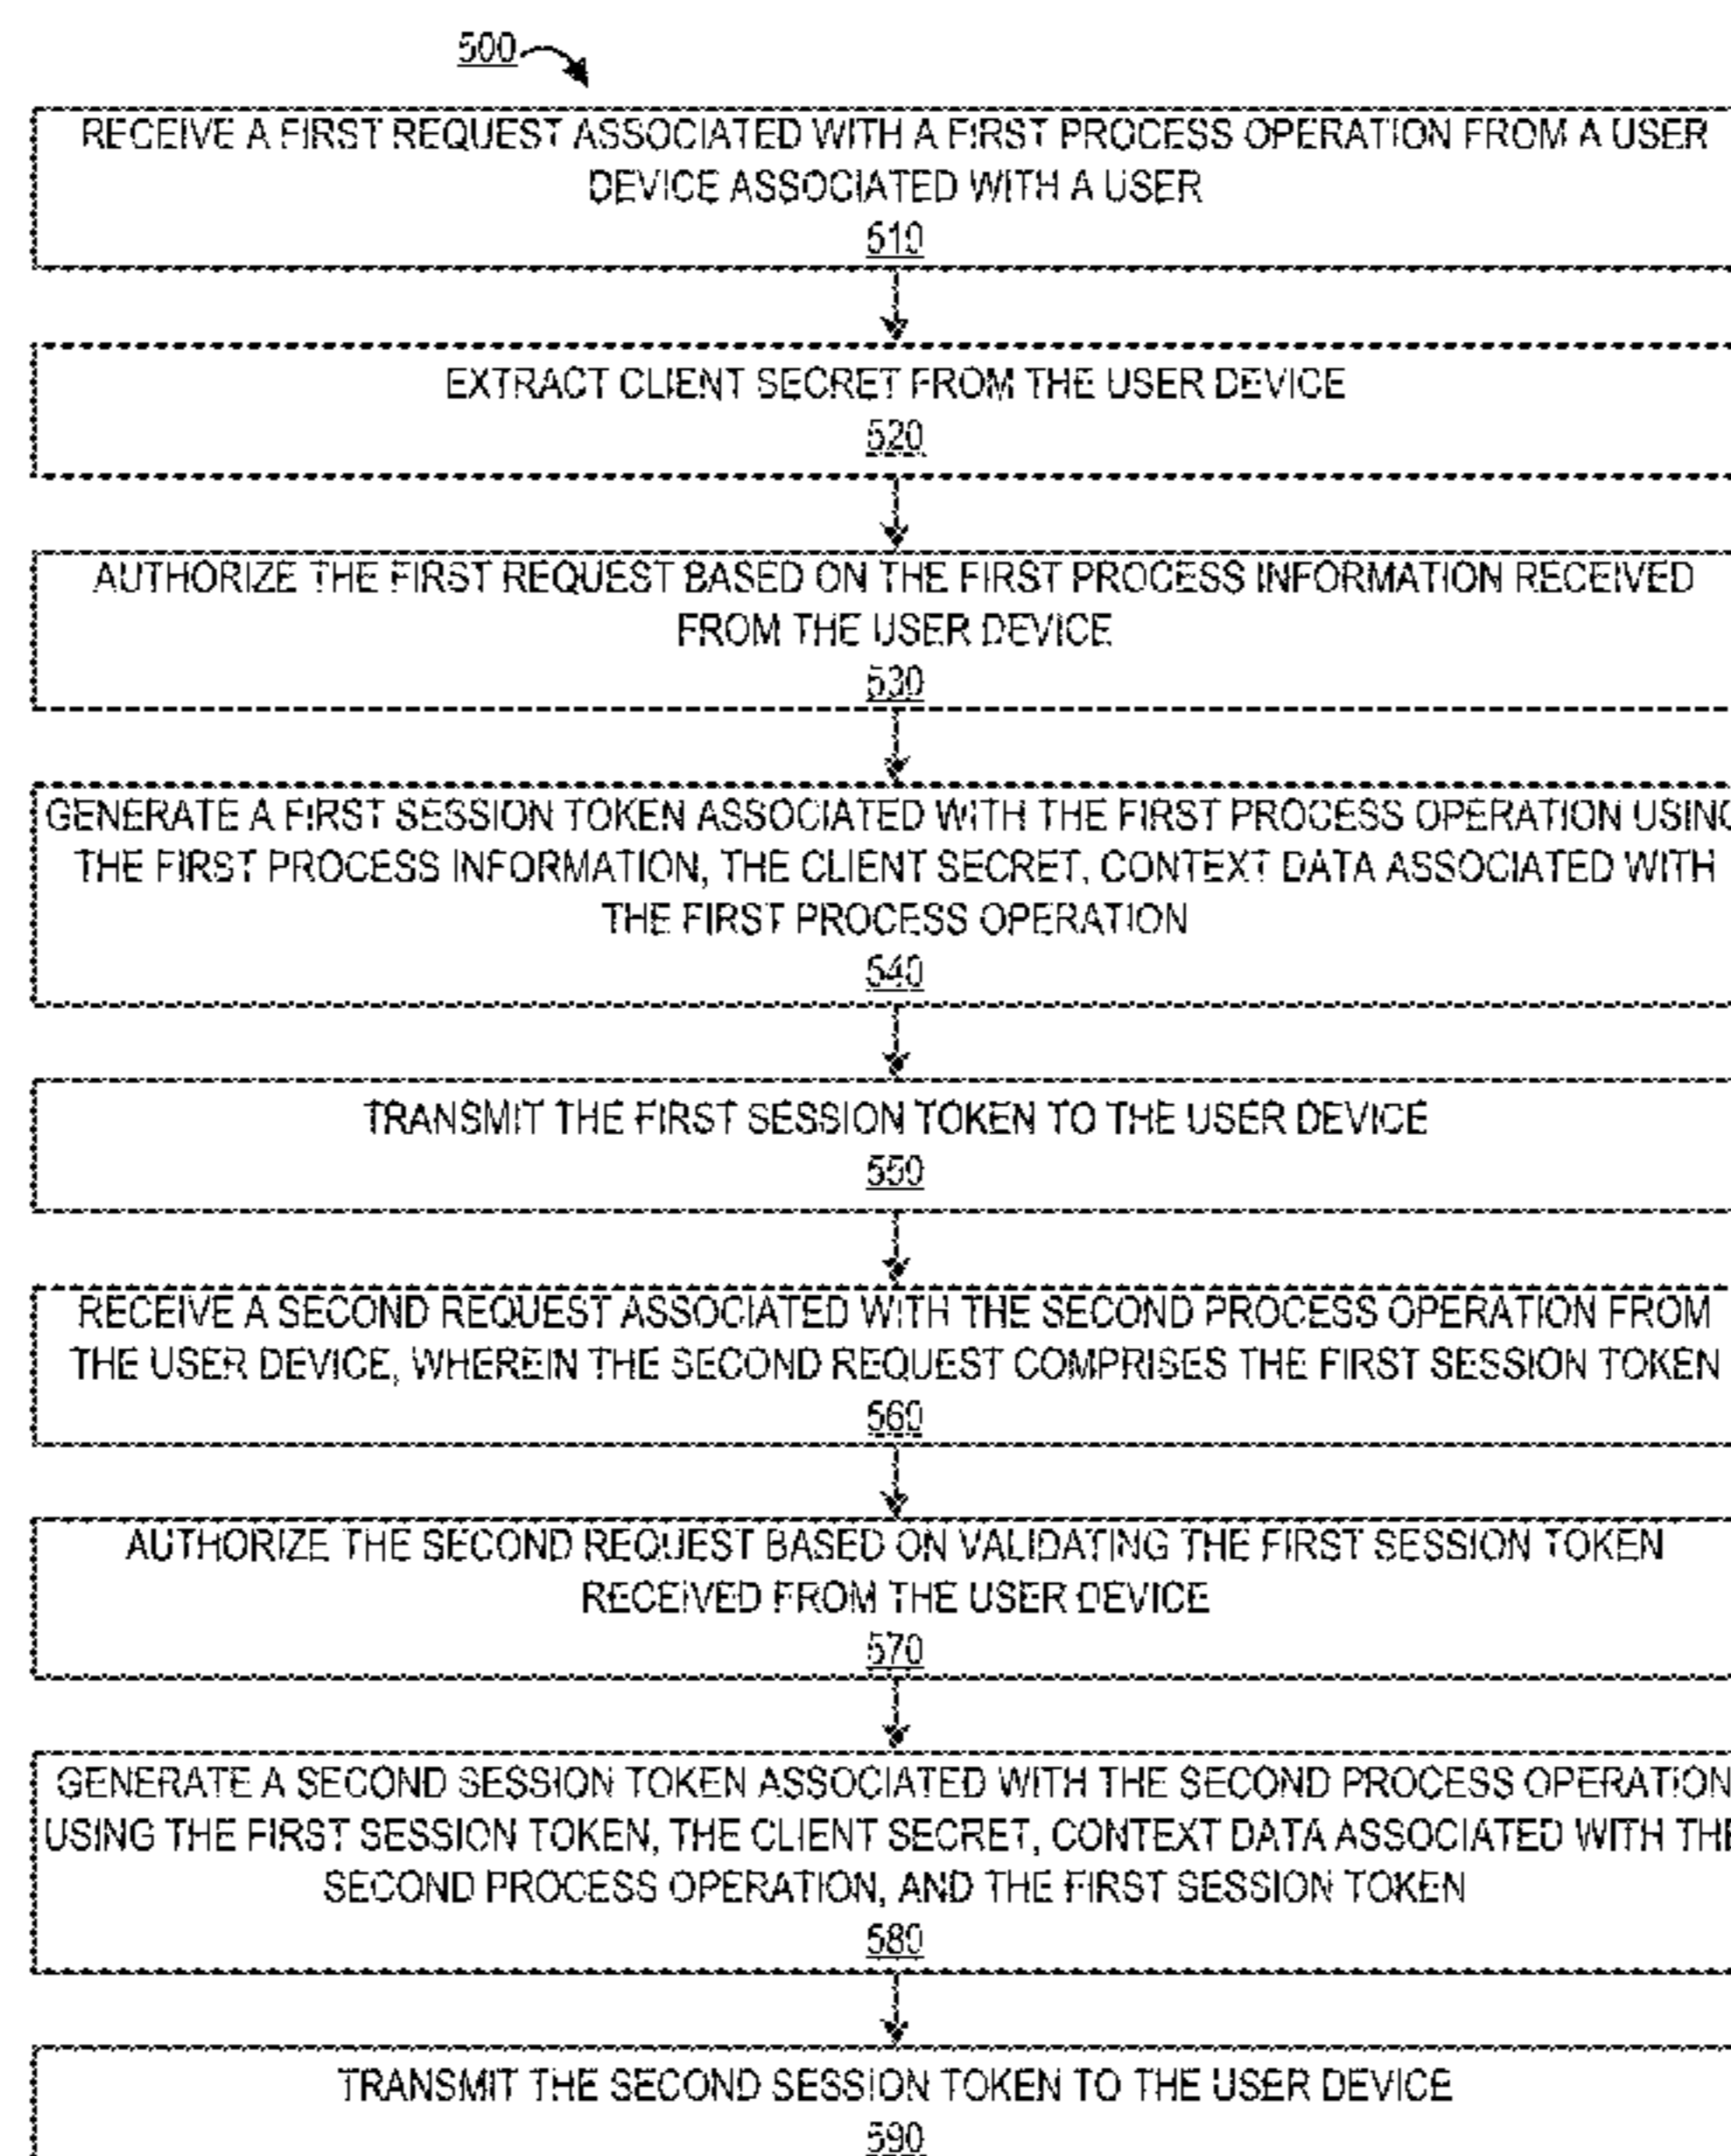 500
RECEIVE A FIRST REQUEST ASSOCIATED WITH A FIRST PROCESS OPERATION FROM A USER
DEVICE ASSOCIATED WITH A USER
510
EXTRACT CLIENT SECRET FROM THE USER DEVICE
520
AUTHORIZE THE FIRST REQUEST BASED ON THE FIRST PROCESS INFORMATION RECEIVED
FROM THE USER DEVICE
530
GENERATE A FIRST SESSION TOKEN ASSOCIATED WITH THE FIRST PROCESS OPERATION USING
THE FIRST PROCESS INFORMATION, THE CLIENT SECRET, CONTEXT DATA ASSOCIATED WITH
THE FIRST PROCESS OPERATION
540
TRANSMIT THE FIRST SESSION TOKEN TO THE USER DEVICE
550
RECEIVE A SECOND REQUEST ASSOCIATED WITH THE SECOND PROCESS OPERATION FROM
THE USER DEVICE, WHEREIN THE SECOND REQUEST COMPRISES THE FIRST SESSION TOKEN
560
AUTHORIZE THE SECOND REQUEST BASED ON VALIDATING THE FIRST SESSION TOKEN
RECEIVED FROM THE USER DEVICE
570
GENERATE A SECOND SESSION TOKEN ASSOCIATED WITH THE SECOND PROCESS OPERATION
USING THE FIRST SESSION TOKEN, THE CLIENT SECRET, CONTEXT DATA ASSOCIATED WITH THE
SECOND PROCESS OPERATION, AND THE FIRST SESSION TOKEN
580
TRANSMIT THE SECOND SESSION TOKEN TO THE USER DEVICE
590